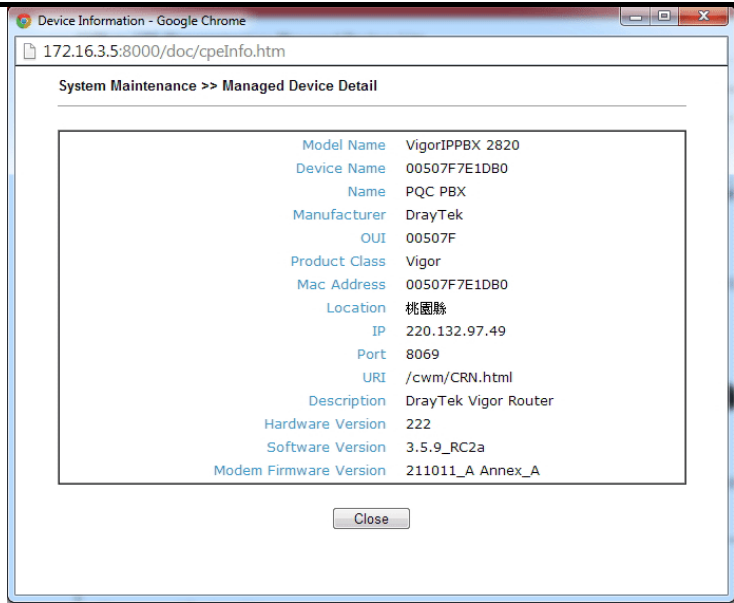 Device Information - Google Chrome
172.16.3.5:8000/doc/cpeInfo.htm
System Maintenance >> Managed Device Detail
Model Name VigorIPPBX 2820
Device Name 00507F7E1DB0
Name PQC PBX
Manufacturer DrayTek
OUI 00507F
Product Class Vigor
Mac Address 00507F7E1DB0
Location 桃園縣
IP 220.132.97.49
Port 8069
URI /cwm/CRN.html
Description DrayTek Vigor Router
Hardware Version 222
Software Version 3.5.9_RC2a
Modem Firmware Version 211011_A Annex_A
Close